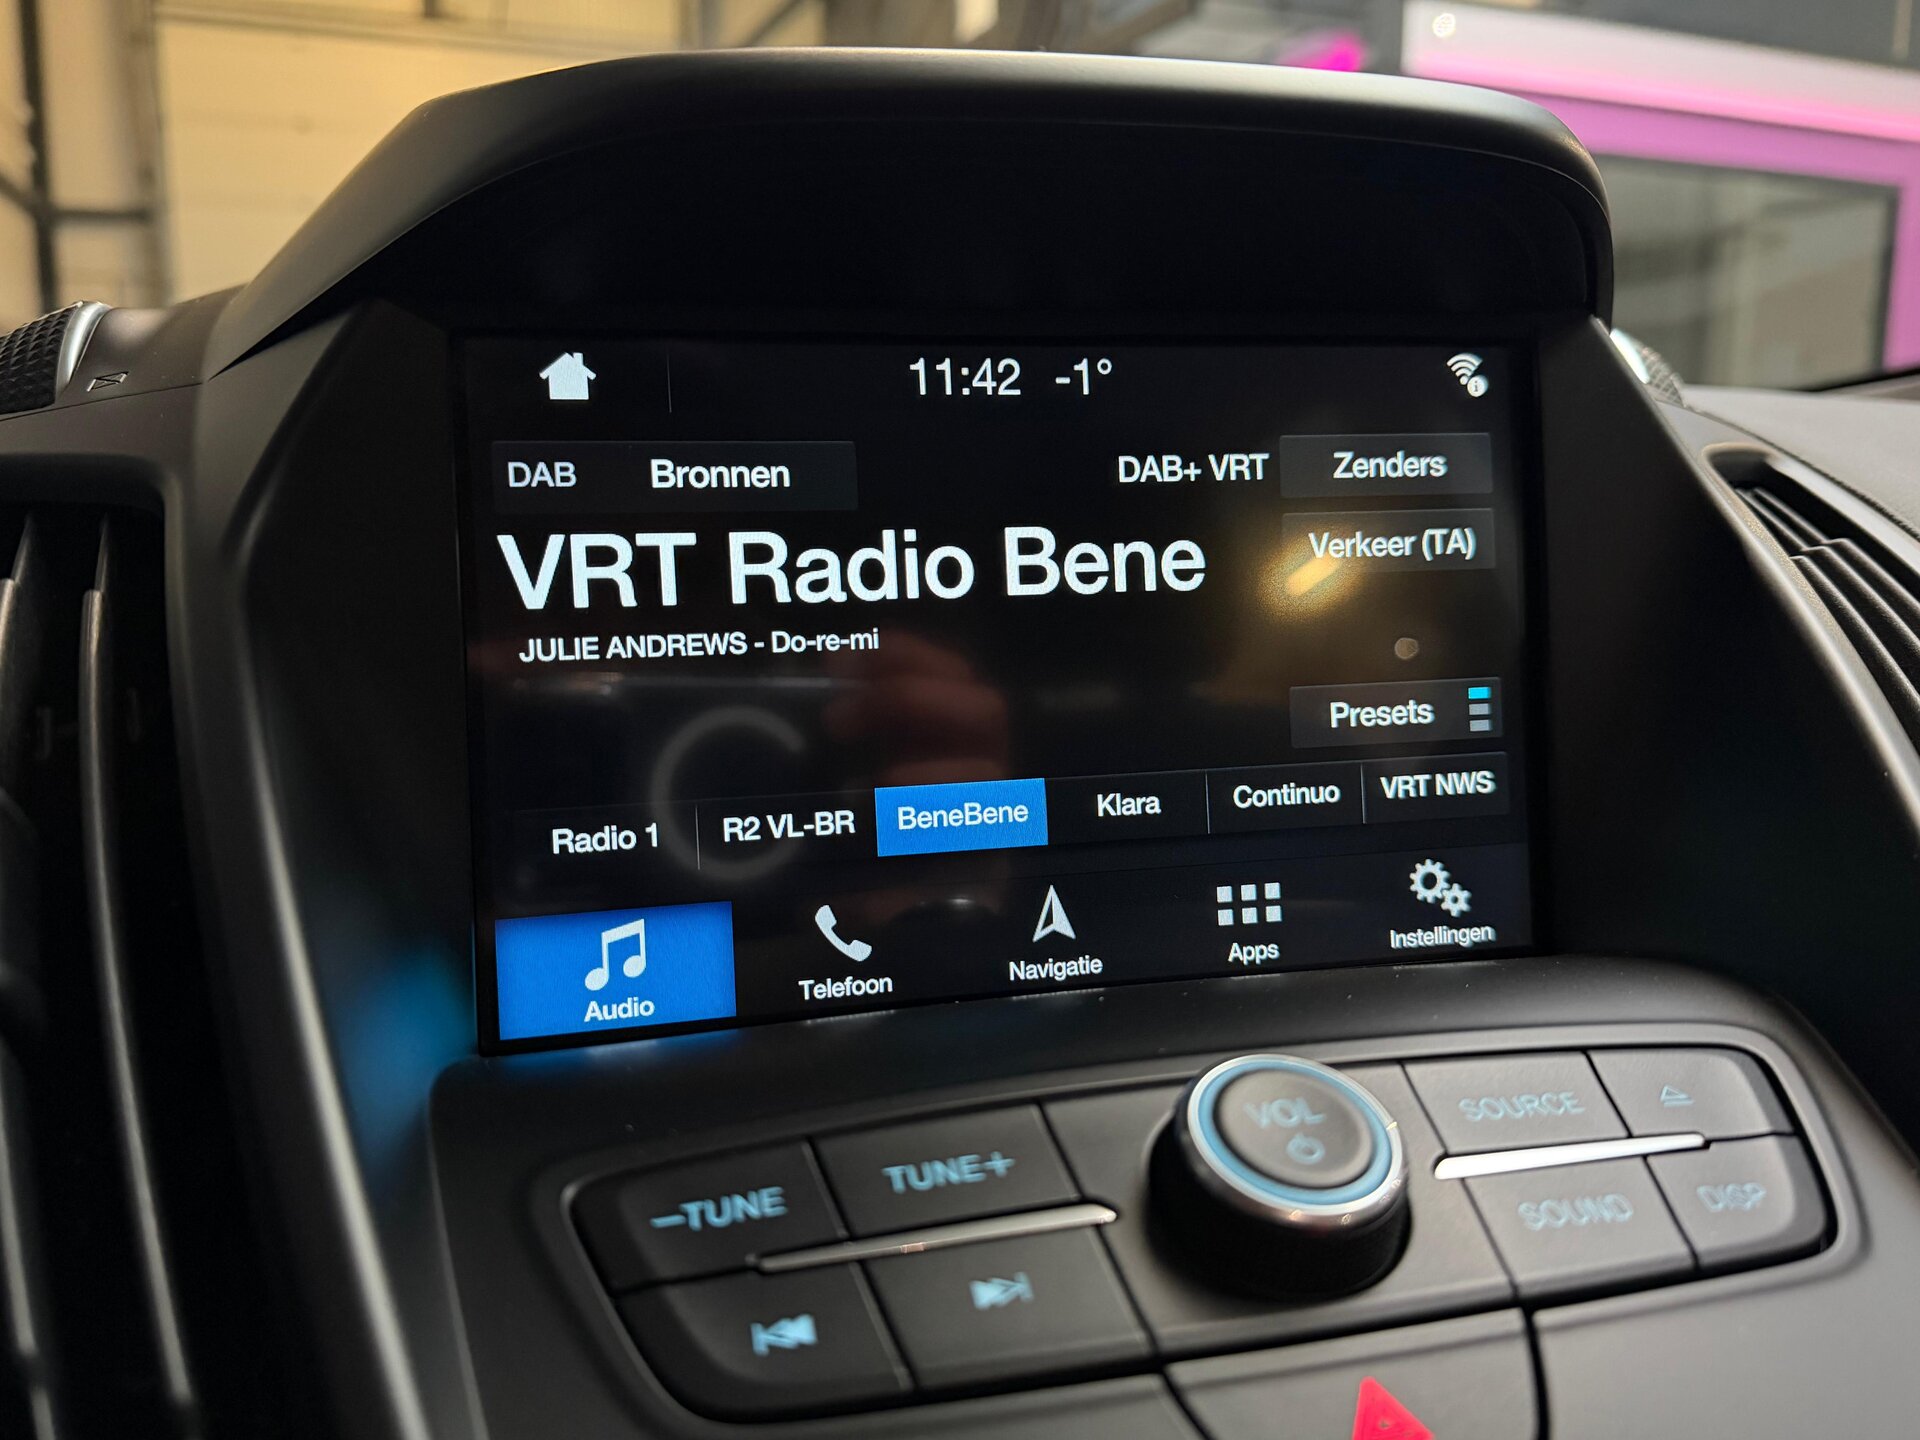 11:42 -1°
DAB Bronnen
DAB+ VRT Zenders
VRT Radio Bene
Verkeer (TA)
JULIE ANDREWS - Do-re-mi
Presets
Radio 1
R2 VL-BR
BeneBene
Klara
Continuo
VRT NWS
Audio
Telefoon
Navigatie
Apps
Instellingen
–TUNE
TUNE+
VOL
SOURCE
SOUND
DISP